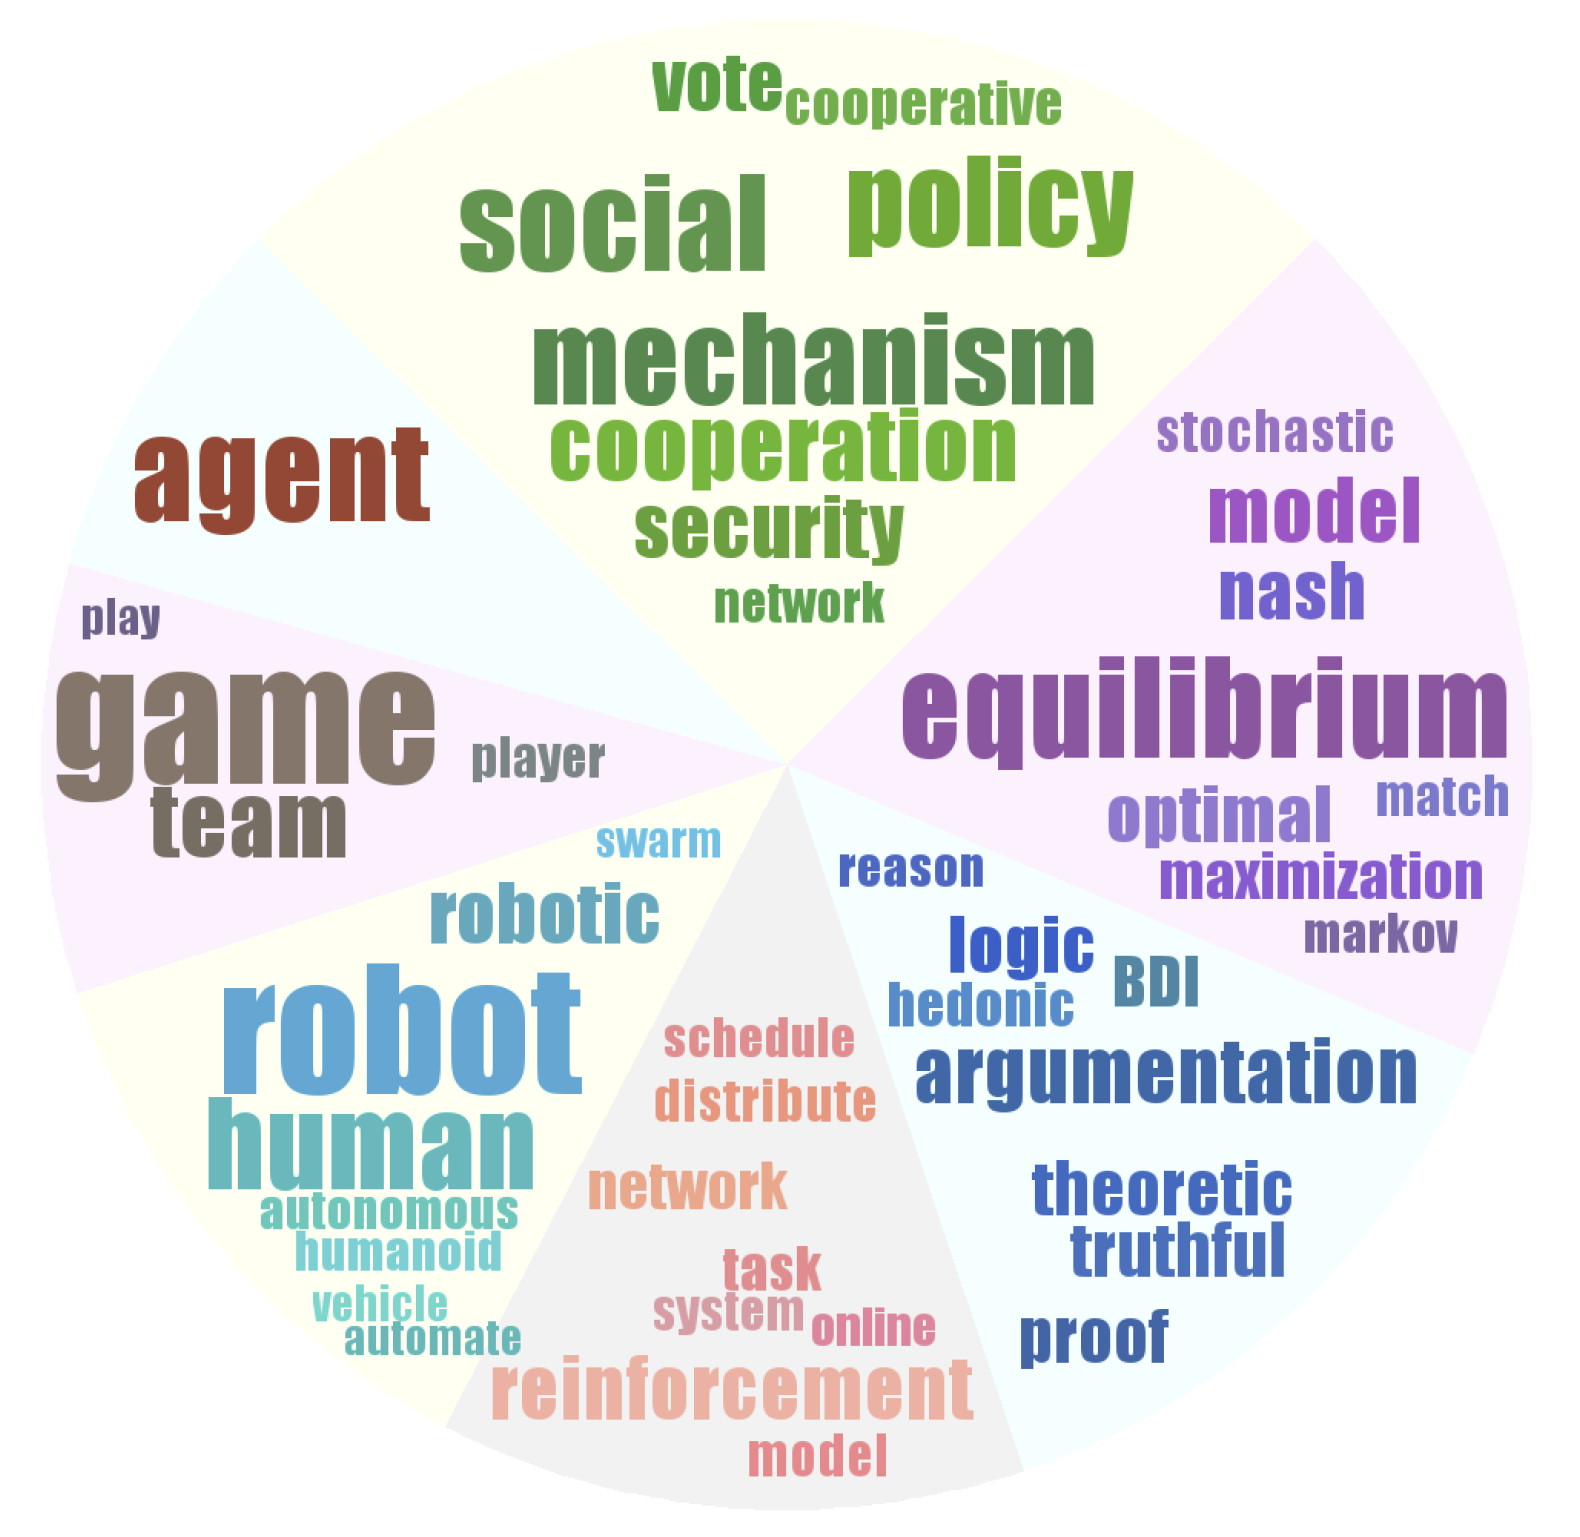 vote
cooperative
social
policy
mechanism
cooperation
security
network
stochastic
model
nash
equilibrium
optimal
match
maximization
markov
reason
logic
BDI
hedonic
argumentation
theoretic
truthful
proof
schedule
distribute
network
task
system
online
reinforcement
model
swarm
robotic
robot
human
autonomous
humanoid
vehicle
automate
play
game
player
team
agent